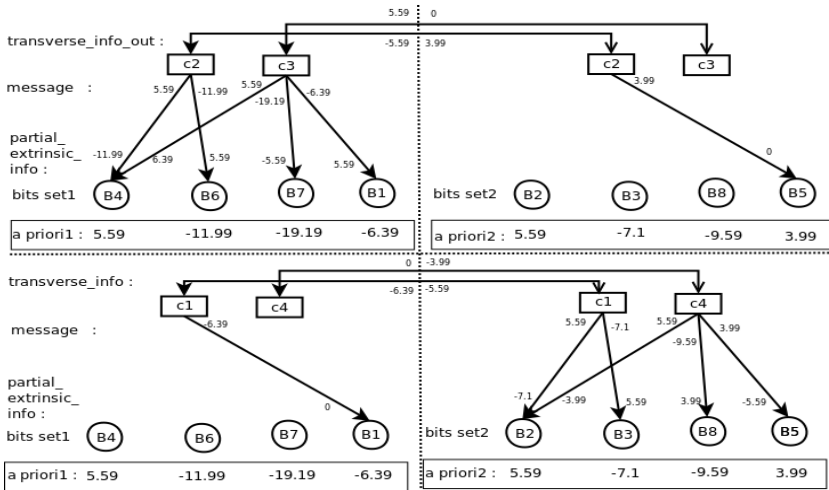 5.59 0
transverse_info_out :
-5.59 3.99
c2 c3 c2 c3
message :
5.59 -11.99 5.59 -6.39 3.99
-19.19
partial_
extrinsic_
info :
-11.99 6.39 5.59 -5.59 5.59 0
bits set1 B4 B6 B7 B1 bits set2 B2 B3 B8 B5
a priori1 : 5.59 -11.99 -19.19 -6.39 a priori2 : 5.59 -7.1 -9.59 3.99
0 -3.99
transverse_info :
-6.39 -5.59
c1 c4 c1 c4
message :
-6.39 5.59 -7.1 5.59 3.99
-9.59
partial_
extrinsic_
info :
0 -7.1 -3.99 5.59 3.99 -5.59
bits set1 B4 B6 B7 B1 bits set2 B2 B3 B8 B5
a priori1 : 5.59 -11.99 -19.19 -6.39 a priori2 : 5.59 -7.1 -9.59 3.99